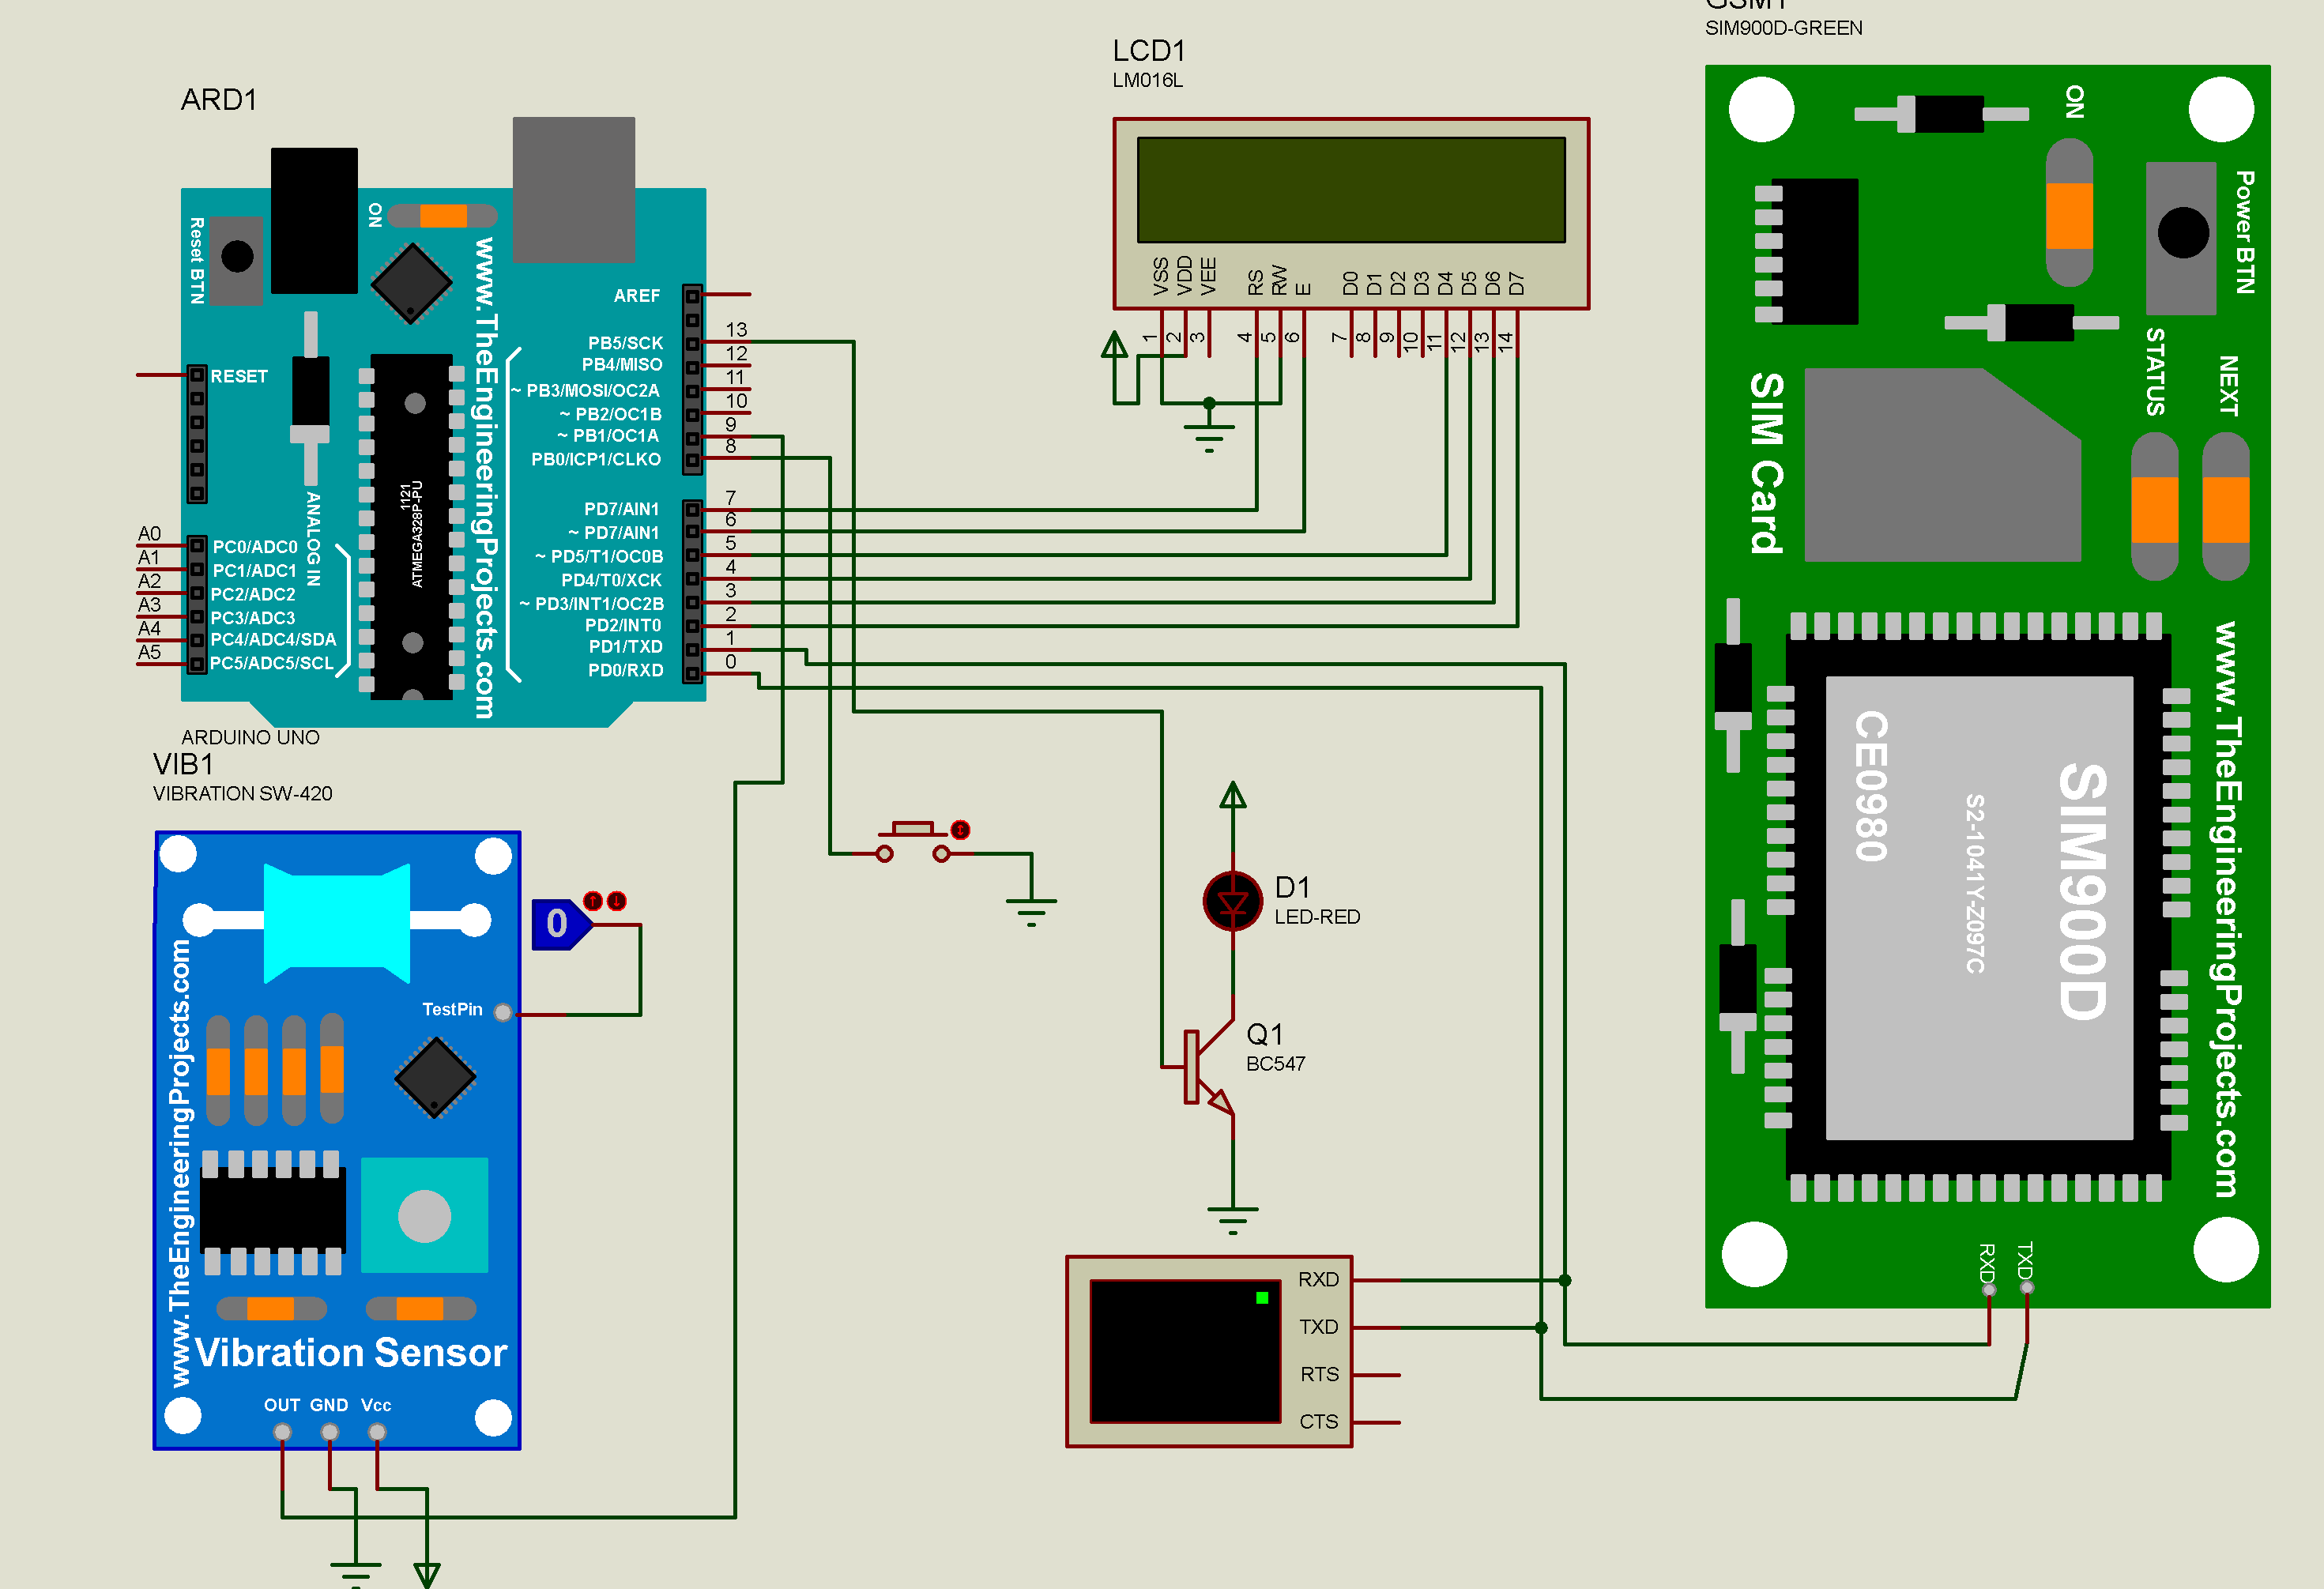 ARD1
ON
Reset BTN
www.TheEngineeringProjects.com
RESET
ANALOG IN
1121
ATMEGA328P-PU
A0
A1
A2
A3
A4
A5
PC0/ADC0
PC1/ADC1
PC2/ADC2
PC3/ADC3
PC4/ADC4/SDA
PC5/ADC5/SCL
AREF
PB5/SCK
PB4/MISO
~ PB3/MOSI/OC2A
~ PB2/OC1B
~ PB1/OC1A
PB0/ICP1/CLKO
PD7/AIN1
~ PD7/AIN1
~ PD5/T1/OC0B
PD4/T0/XCK
~ PD3/INT1/OC2B
PD2/INT0
PD1/TXD
PD0/RXD
13
12
11
10
9
8
7
6
5
4
3
2
1
0
ARDUINO UNO
LCD1
LM016L
VSS
VDD
VEE
RS
RW
E
D0
D1
D2
D3
D4
D5
D6
D7
1
2
3
4
5
6
7
8
9
10
11
12
13
14
GSM1
SIM900D-GREEN
ON
Power BTN
STATUS
NEXT
SIM Card
www.TheEngineeringProjects.com
CE0980
S2-1041Y-Z097C
SIM900D
RXD
TXD
VIB1
VIBRATION SW-420
0
TestPin
www.TheEngineeringProjects.com
Vibration Sensor
OUT GND Vcc
D1
LED-RED
Q1
BC547
RXD
TXD
RTS
CTS